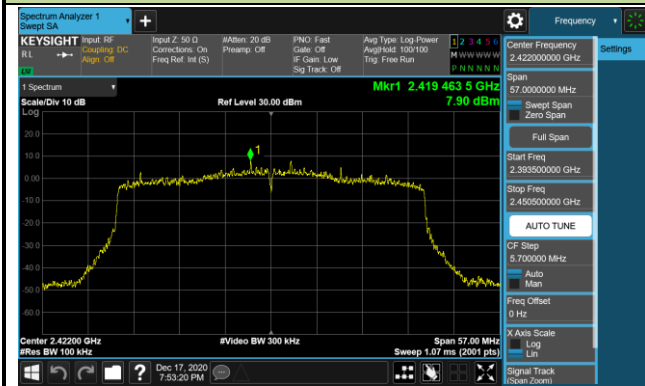 Spectrum Analyzer 1
Swept SA
Frequency
KEYSIGHT
RL
Input: RF
Coupling: DC
Align: Off
Input Z: 50 Ω
Corrections: On
Freq Ref: Int (S)
#Atten: 20 dB
Preamp: Off
PNO: Fast
Gate: Off
IF Gain: Low
Sig Track: Off
Avg Type: Log-Power
Avg|Hold: 100/100
Trig: Free Run
1 2 3 4 5 6
M W W W W W
P N N N N N
1 Spectrum
Scale/Div 10 dB
Ref Level 30.00 dBm
Mkr1 2.419 463 5 GHz
7.90 dBm
Log
20.0
10.0
0.00
-10.0
-20.0
-30.0
-40.0
-50.0
-60.0
1
Center 2.42200 GHz
#Res BW 100 kHz
#Video BW 300 kHz
Span 57.00 MHz
Sweep 1.07 ms (2001 pts)
Dec 17, 2020
7:53:20 PM
Center Frequency
2.422000000 GHz
Span
57.0000000 MHz
Swept Span
Zero Span
Full Span
Start Freq
2.393500000 GHz
Stop Freq
2.450500000 GHz
AUTO TUNE
CF Step
5.700000 MHz
Auto
Man
Freq Offset
0 Hz
X Axis Scale
Log
Lin
Signal Track
(Span Zoom)
Settings